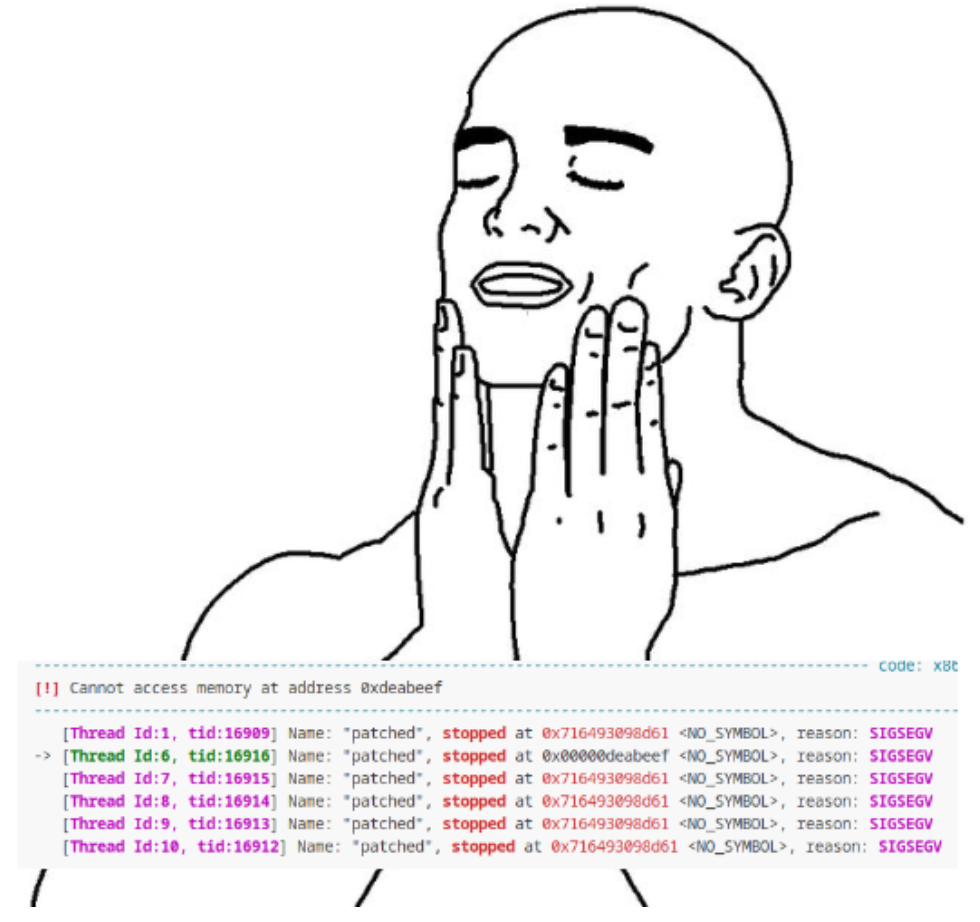 code: x86
[!] Cannot access memory at address 0xdeabeef
[Thread Id:1, tid:16909] Name: "patched", stopped at 0x716493098d61 <NO_SYMBOL>, reason: SIGSEGV
-> [Thread Id:6, tid:16916] Name: "patched", stopped at 0x00000deabeef <NO_SYMBOL>, reason: SIGSEGV
[Thread Id:7, tid:16915] Name: "patched", stopped at 0x716493098d61 <NO_SYMBOL>, reason: SIGSEGV
[Thread Id:8, tid:16914] Name: "patched", stopped at 0x716493098d61 <NO_SYMBOL>, reason: SIGSEGV
[Thread Id:9, tid:16913] Name: "patched", stopped at 0x716493098d61 <NO_SYMBOL>, reason: SIGSEGV
[Thread Id:10, tid:16912] Name: "patched", stopped at 0x716493098d61 <NO_SYMBOL>, reason: SIGSEGV